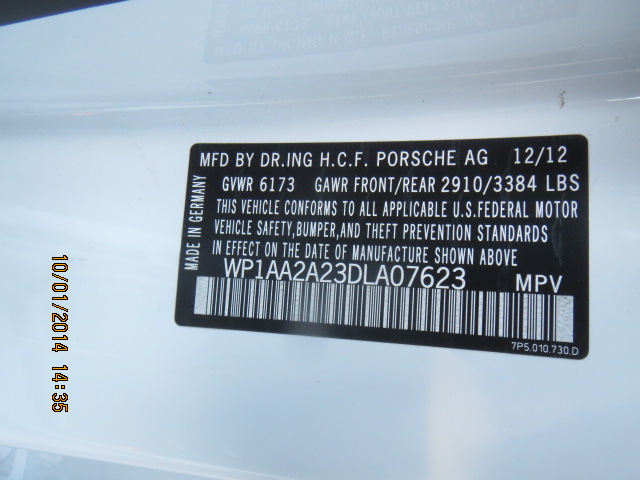 MFD BY DR.ING H.C.F. PORSCHE AG 12/12
GVWR 6173 GAWR FRONT/REAR 2910/3384 LBS
THIS VEHICLE CONFORMS TO ALL APPLICABLE U.S.FEDERAL MOTOR
VEHICLE SAFETY,BUMPER,AND THEFT PREVENTION STANDARDS
IN EFFECT ON THE DATE OF MANUFACTURE SHOWN ABOVE
WP1AA2A23DLA07623 MPV
7P5.010.730.D
MADE IN GERMANY
10/01/2014 14:35